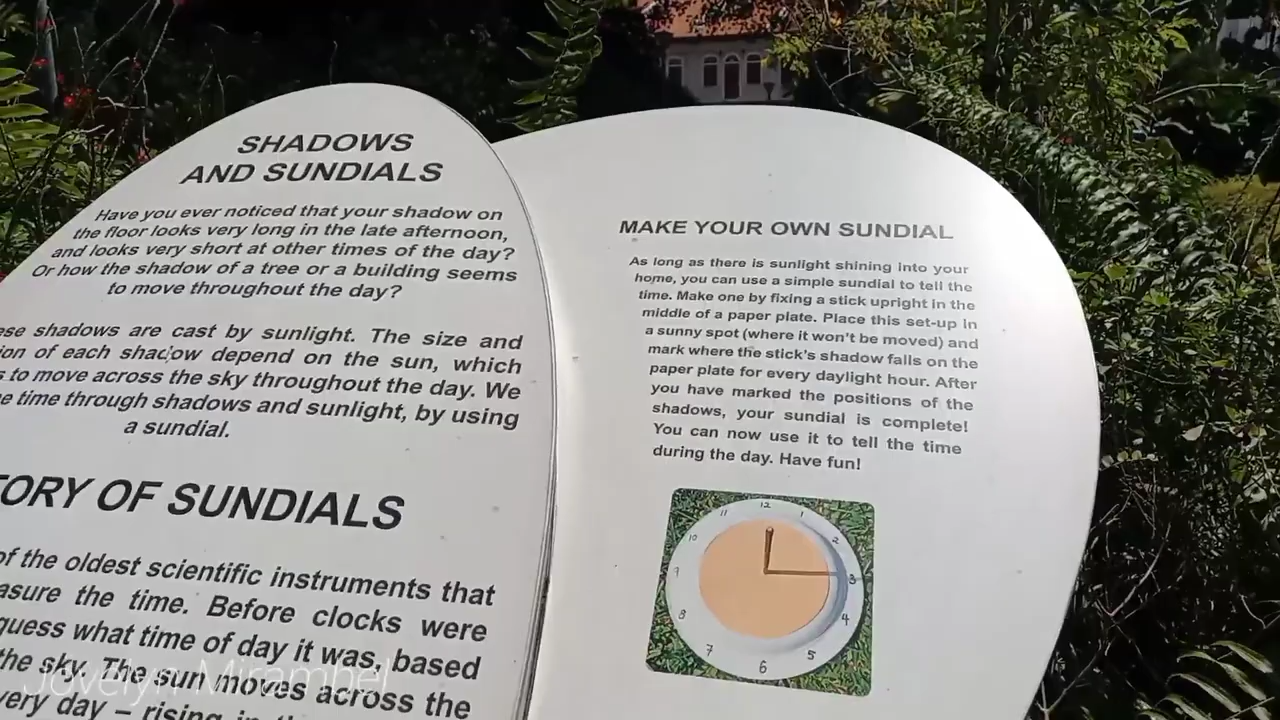 SHADOWS
AND SUNDIALS
Have you ever noticed that your shadow on
the floor looks very long in the late afternoon,
and looks very short at other times of the day?
Or how the shadow of a tree or a building seems
to move throughout the day?
shadows are cast by sunlight. The size and
of each shadow depend on the sun, which
to move across the sky throughout the day. We
time through shadows and sunlight, by using
a sundial.
OF SUNDIALS
of the oldest scientific instruments that
the time. Before clocks were
guess what time of day it was, based
the sky. The sun moves across the
day – rising in
MAKE YOUR OWN SUNDIAL
As long as there is sunlight shining into your
home, you can use a simple sundial to tell the
time. Make one by fixing a stick upright in the
middle of a paper plate. Place this set-up in
a sunny spot (where it won't be moved) and
mark where the stick's shadow falls on the
paper plate for every daylight hour. After
you have marked the positions of the
shadows, your sundial is complete!
You can now use it to tell the time
during the day. Have fun!
12
1
2
3
4
5
6
7
8
9
10
11
Jovelyn Mirambel